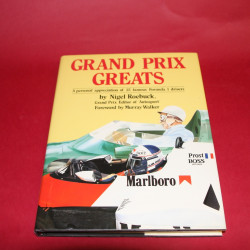 GRAND PRIX
GREATS
A personal appreciation of 25 famous Formula 1 drivers
by Nigel Roebuck,
Grand Prix Editor of Autosport
Foreword by Murray Walker
Prost
BOSS
Marlboro